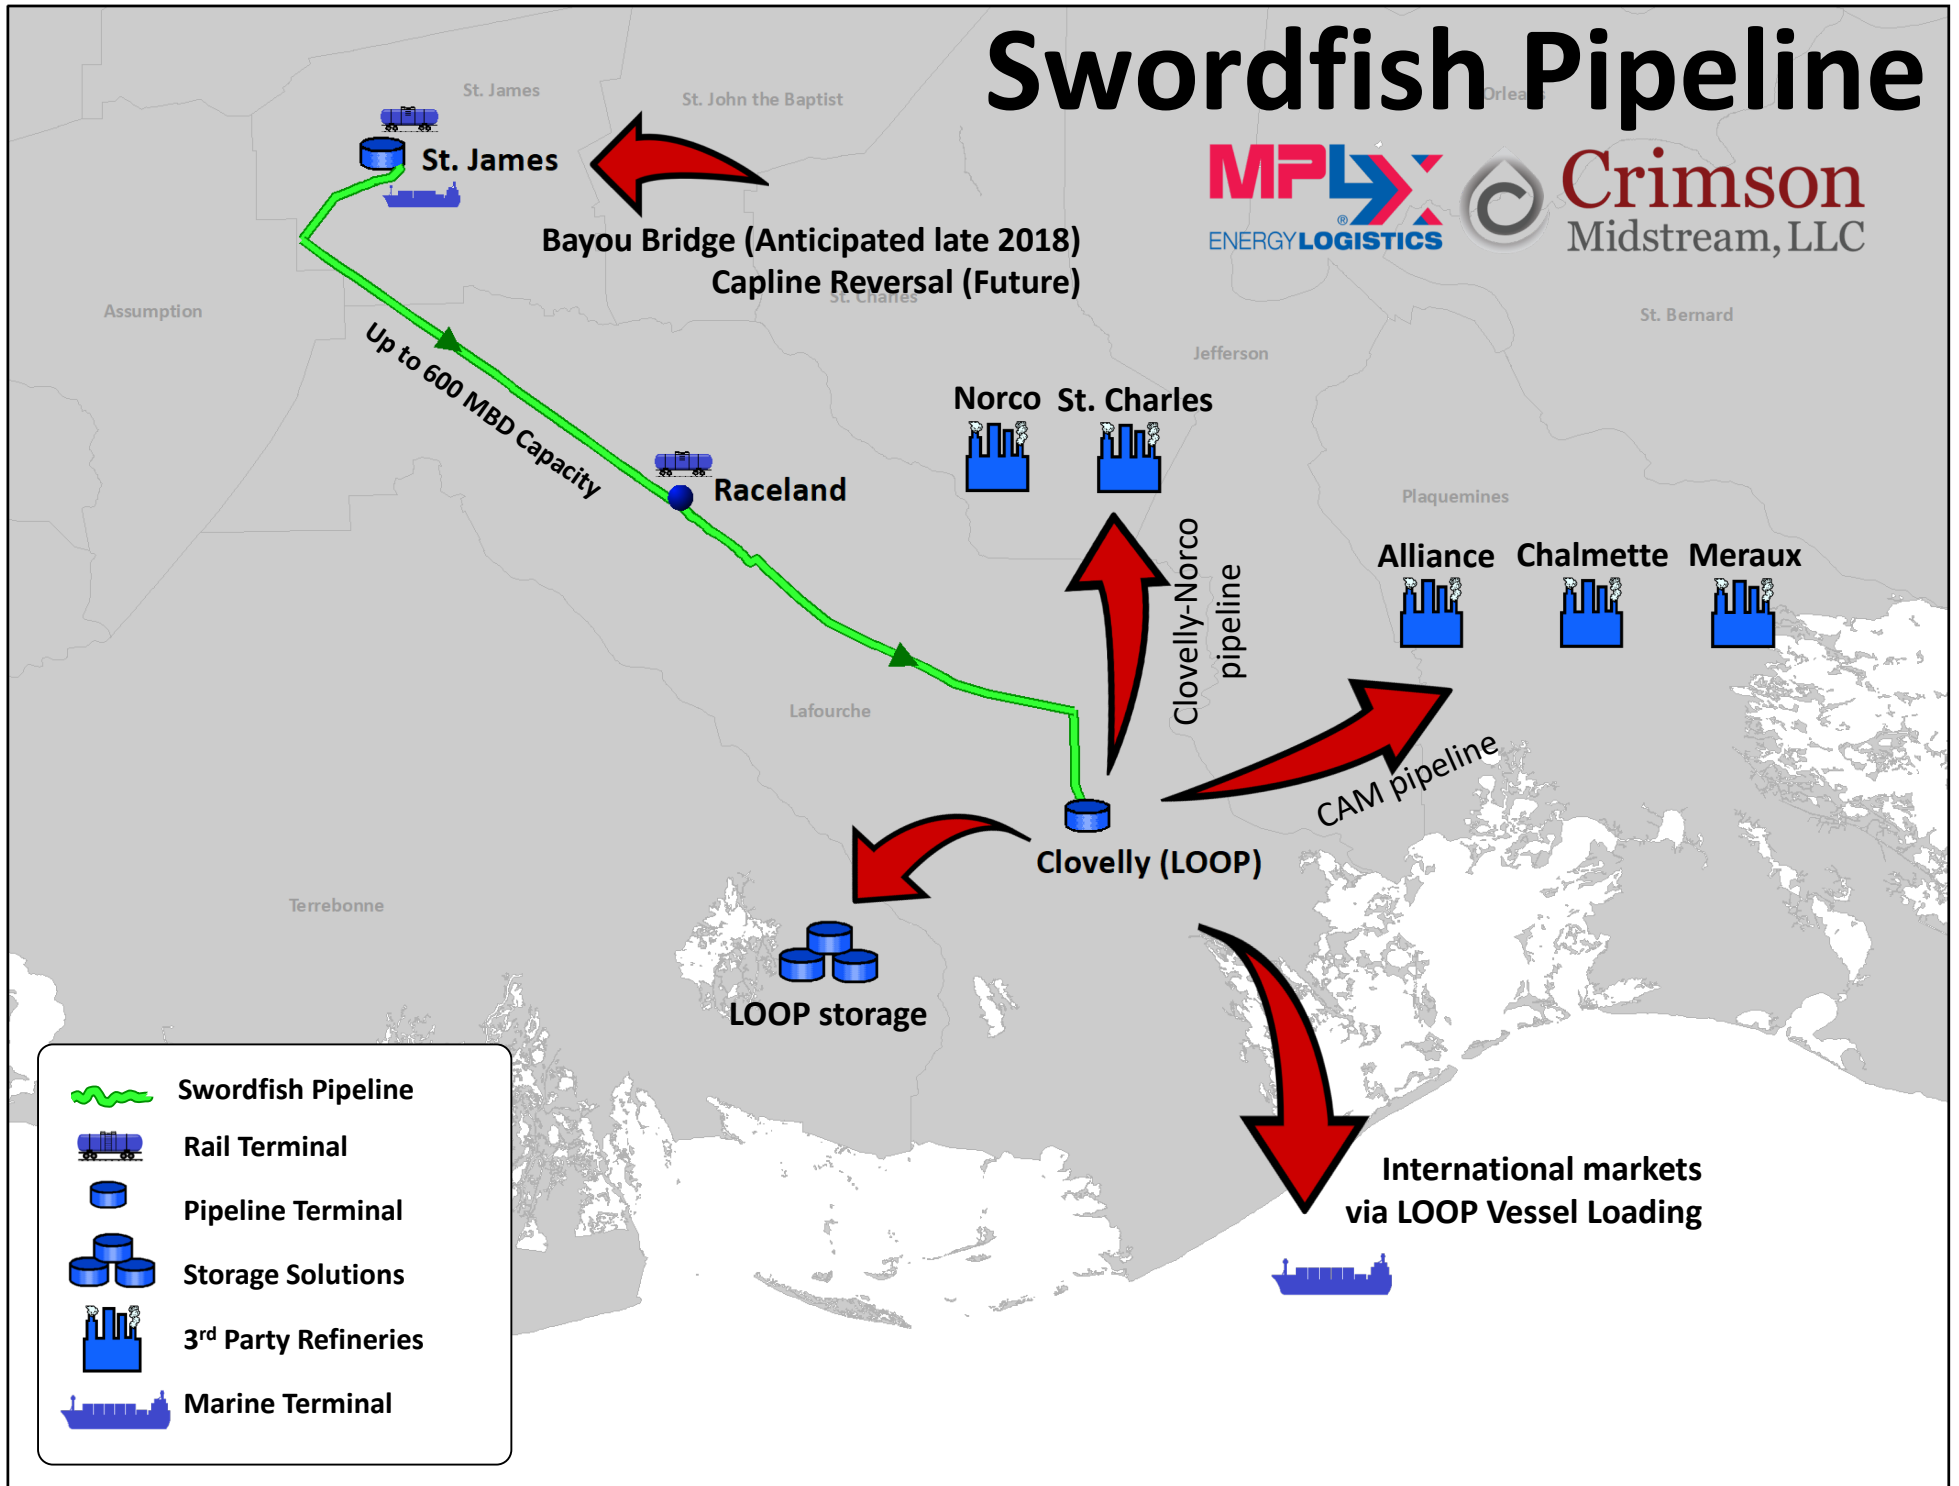 Swordfish Pipeline
St. James
St. John the Baptist
St. James
MPLX
®
ENERGYLOGISTICS
C
Crimson
Midstream, LLC
Bayou Bridge (Anticipated late 2018)
Capline Reversal (Future)
St. Charles
Assumption
St. Bernard
Jefferson
Up to 600 MBD Capacity
Norco
St. Charles
Raceland
Plaquemines
Clovelly-Norco
pipeline
Alliance
Chalmette
Meraux
Lafourche
CAM pipeline
Clovelly (LOOP)
Terrebonne
LOOP storage
International markets
via LOOP Vessel Loading
Swordfish Pipeline
Rail Terminal
Pipeline Terminal
Storage Solutions
3rd Party Refineries
Marine Terminal